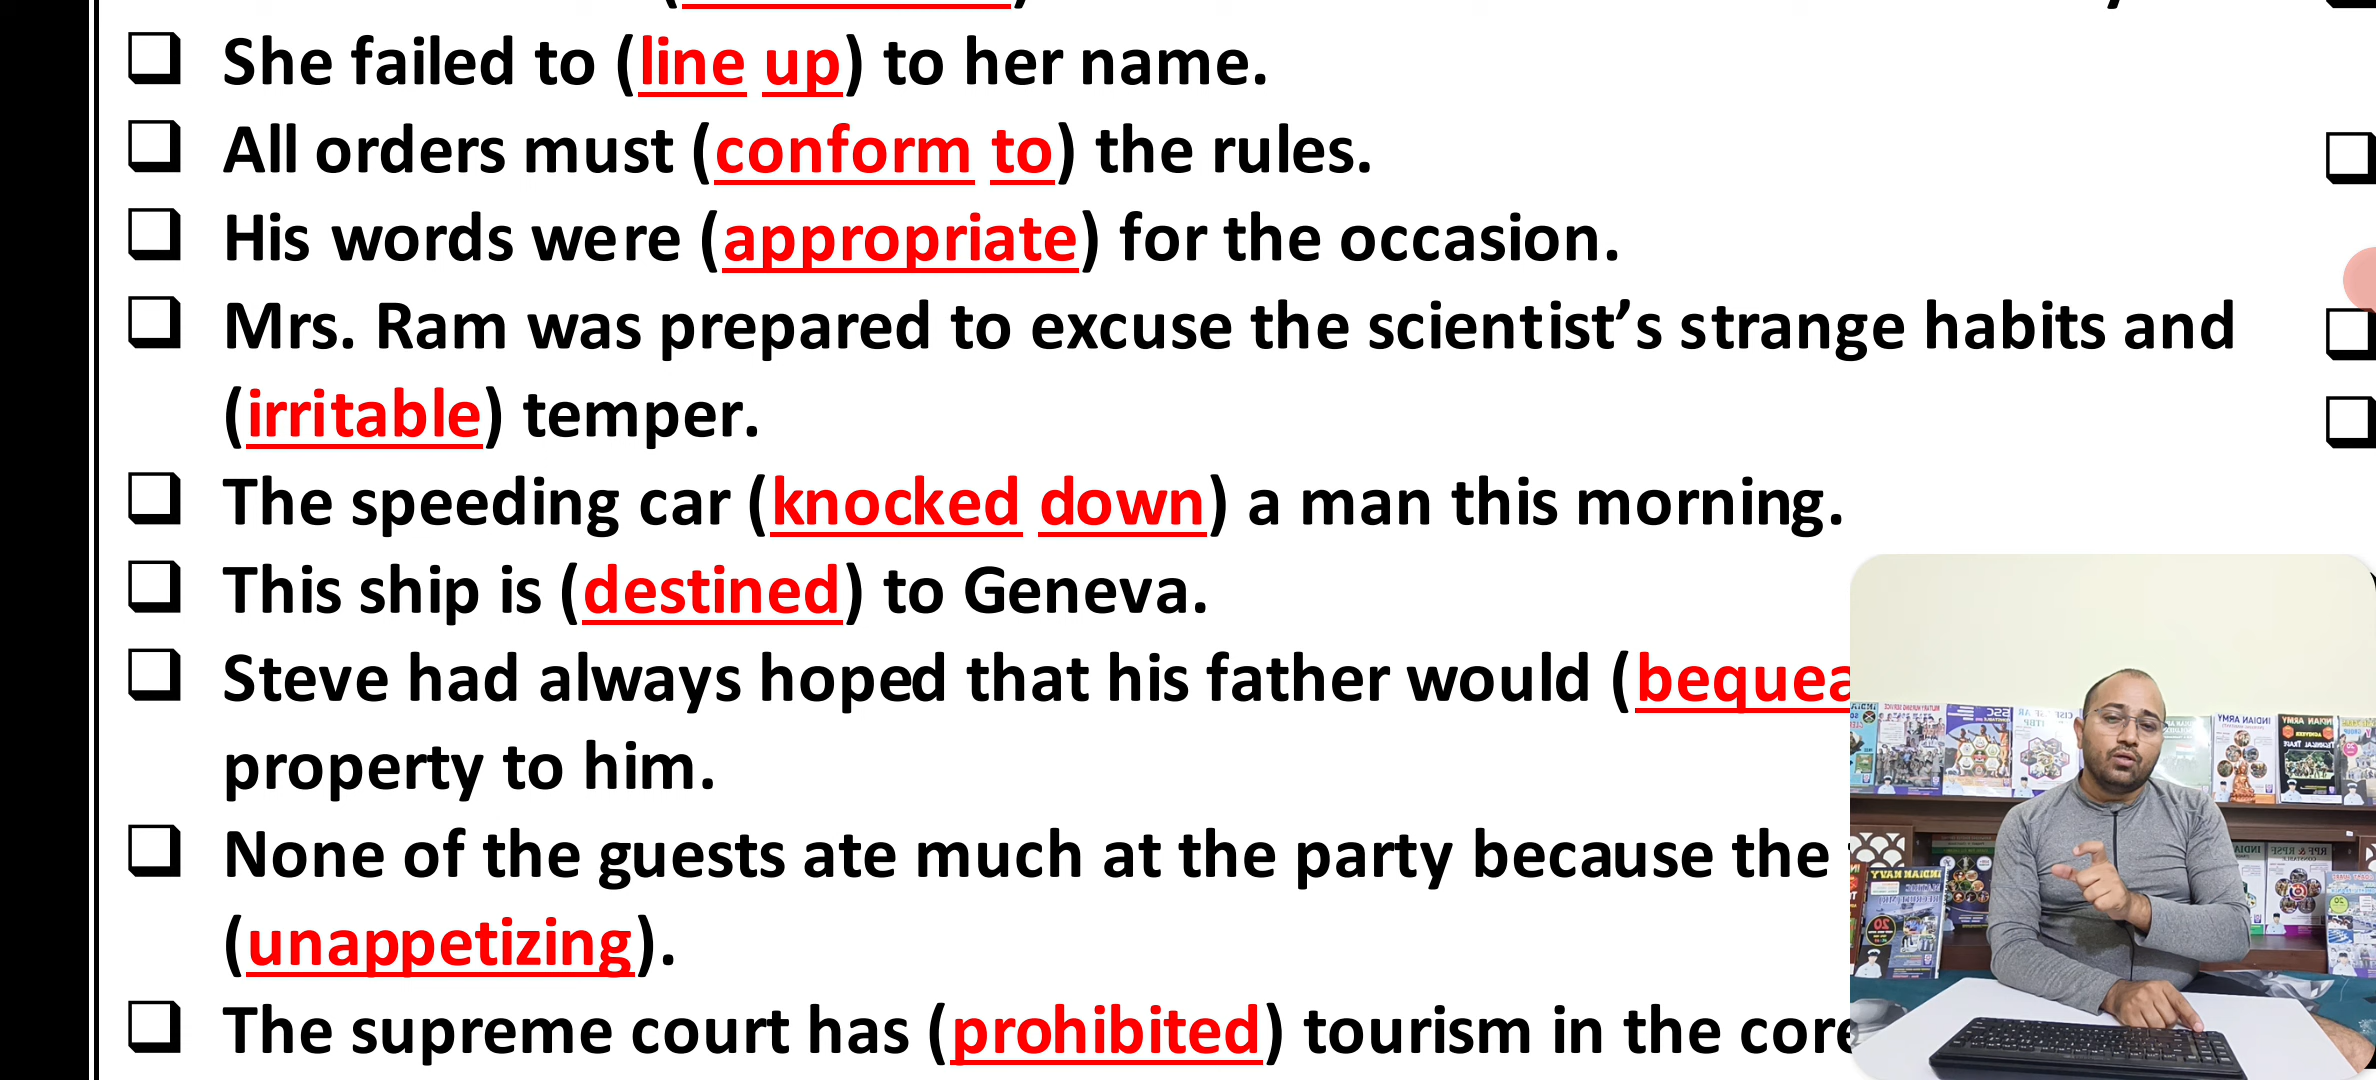 She failed to (line up) to her name.
All orders must (conform to) the rules.
His words were (appropriate) for the occasion.
Mrs. Ram was prepared to excuse the scientist’s strange habits and
(irritable) temper.
The speeding car (knocked down) a man this morning.
This ship is (destined) to Geneva.
Steve had always hoped that his father would (
property to him.
None of the guests ate much at the party because the
(unappetizing).
The supreme court has (prohibited) tourism in the core